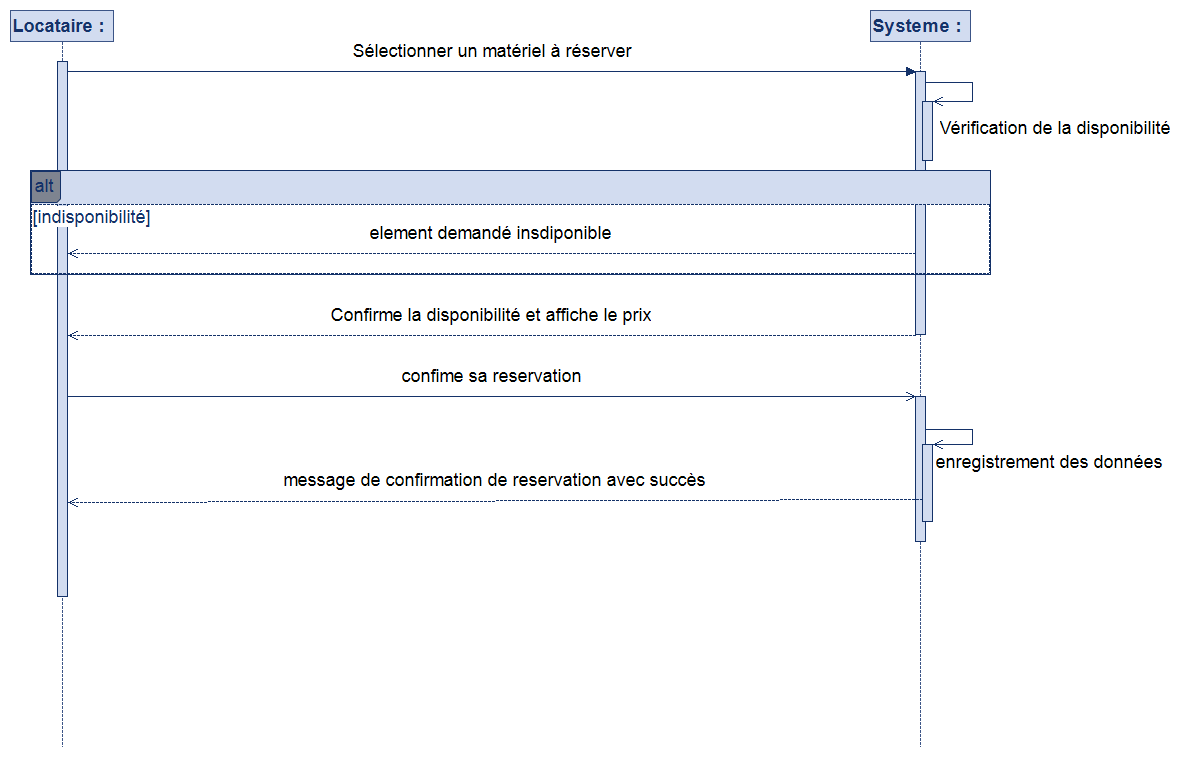 Locataire :
Systeme :
Sélectionner un matériel à réserver
Vérification de la disponibilité
alt
[indisponibilité]
element demandé insdiponible
Confirme la disponibilité et affiche le prix
confime sa reservation
enregistrement des données
message de confirmation de reservation avec succès